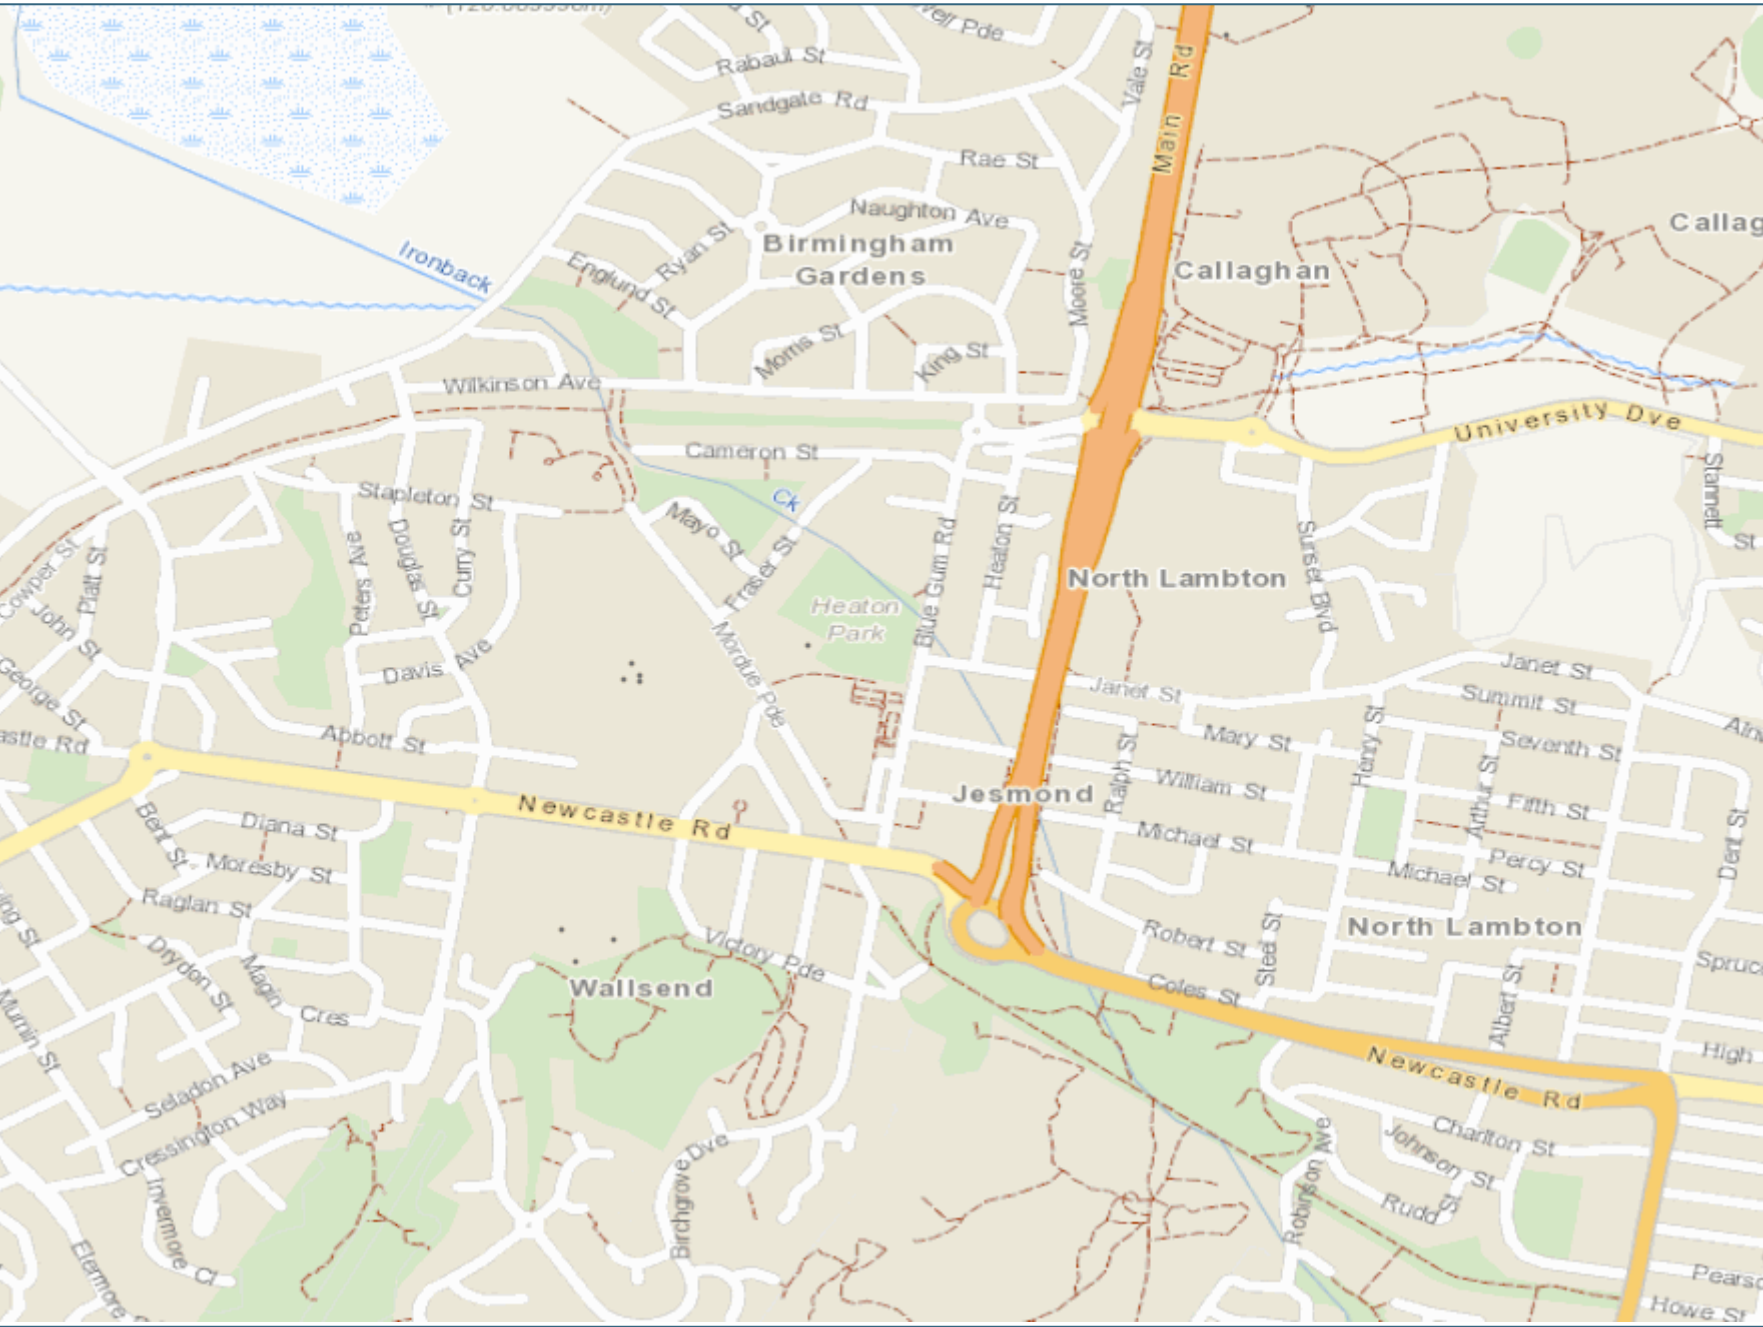 Rabaul St
Sandgate Rd
Vale St
Main Rd
Rae St
Naughton Ave
Ryan St
Birmingham
Gardens
Englund St
Ironback
Moore St
Callaghan
Morris St
King St
Wilkinson Ave
University Dve
Cameron St
Stapleton St
Ck
Mayo St
Fraser St
Stannett
St
Cowper St
Platt St
Peters Ave
Douglas St
Curry St
Blue Gum Rd
Heaton St
Sunset Blvd
North Lambton
Heaton
Park
John St
George St
Davis Ave
Mordue Pde
Janet St
Janet St
Summit St
Abbott St
Mary St
Henry St
Seventh St
Ralph St
William St
Arthur St
Fifth St
Jesmond
Newcastle Rd
Bent St
Diana St
Michael St
Percy St
Dent St
Moresby St
Michael St
Raglan St
North Lambton
Robert St
Steel St
Drydon St
Victory Pde
Magin Cres
Wallsend
Coles St
Albert St
High
Seladon Ave
Newcastle Rd
Cressington Way
Charlton St
Johnson St
Robinson Ave
Rudd St
Birchgrove Dve
Invermore Cl
Howe St